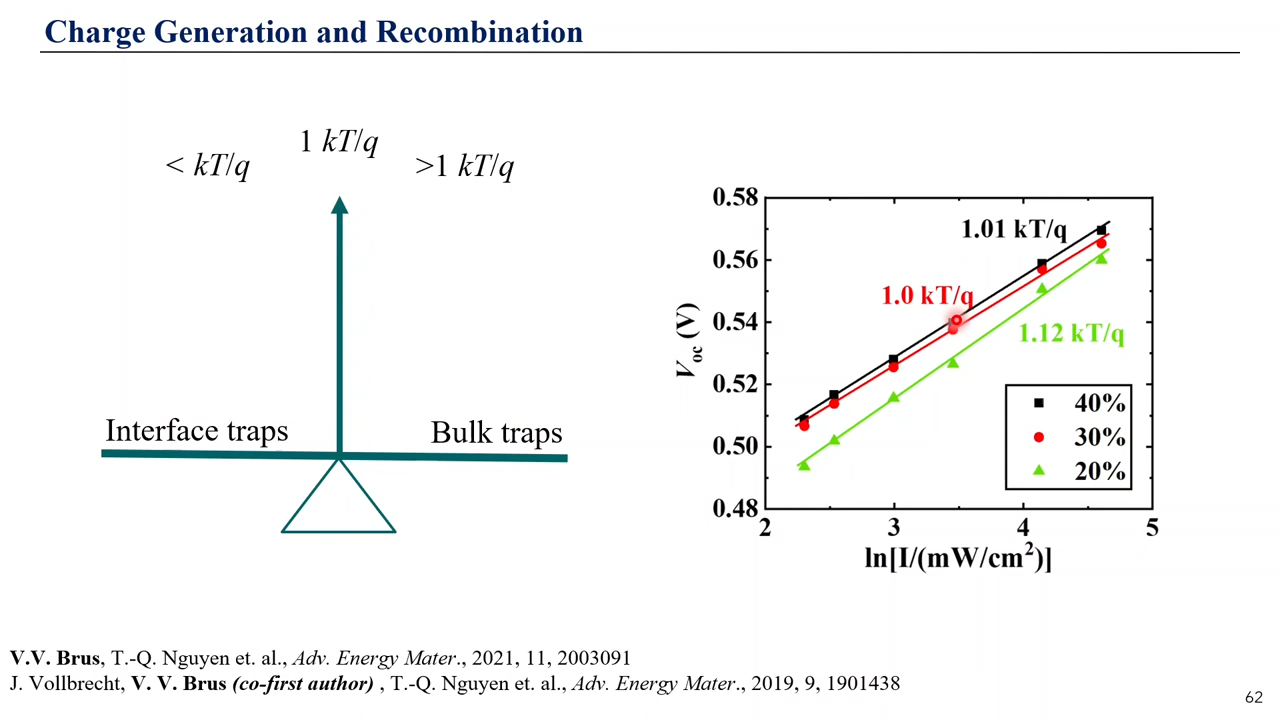 Charge Generation and Recombination
< kT/q
1 kT/q
>1 kT/q
Interface traps
Bulk traps
0.58
0.56
0.54
0.52
0.50
0.48
2
3
4
5
Voc (V)
ln[I/(mW/cm²)]
1.01 kT/q
1.0 kT/q
1.12 kT/q
40%
30%
20%
V.V. Brus, T.-Q. Nguyen et. al., Adv. Energy Mater., 2021, 11, 2003091
J. Vollbrecht, V. V. Brus (co-first author) , T.-Q. Nguyen et. al., Adv. Energy Mater., 2019, 9, 1901438
62